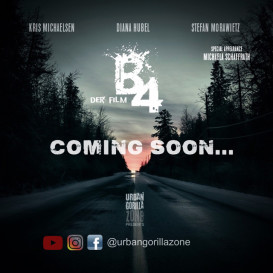 KRIS MICHAELSEN DIANA HUBEL STEFAN MORAWIETZ
SPECIAL APPEARANCE
MICHAELA SCHAFFRATH
B4
DER FILM
COMING SOON...
URBAN
GORILLA
ZONE
@urbangorillazone